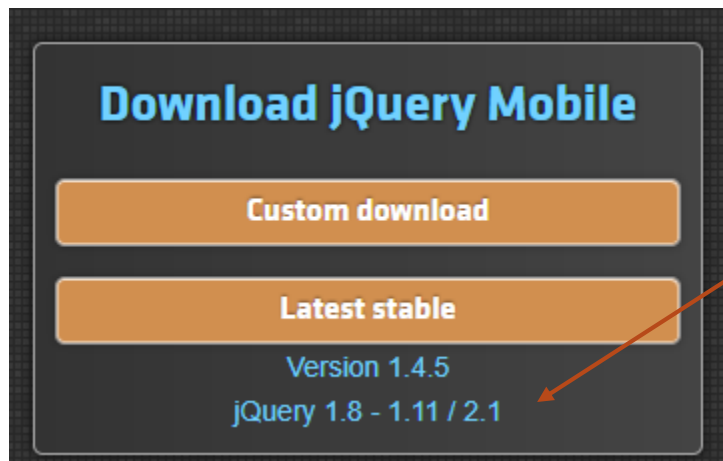 Download jQuery Mobile
Custom download
Latest stable
Version 1.4.5
jQuery 1.8 - 1.11 / 2.1